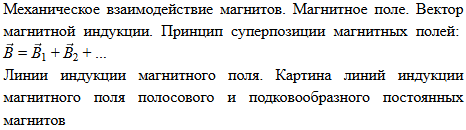 Механическое взаимодействие магнитов. Магнитное поле. Вектор
магнитной индукции. Принцип суперпозиции магнитных полей:
$\vec{B} = \vec{B}_1 + \vec{B}_2 + ...$
Линии индукции магнитного поля. Картина линий индукции
магнитного поля полосового и подковообразного постоянных
магнитов